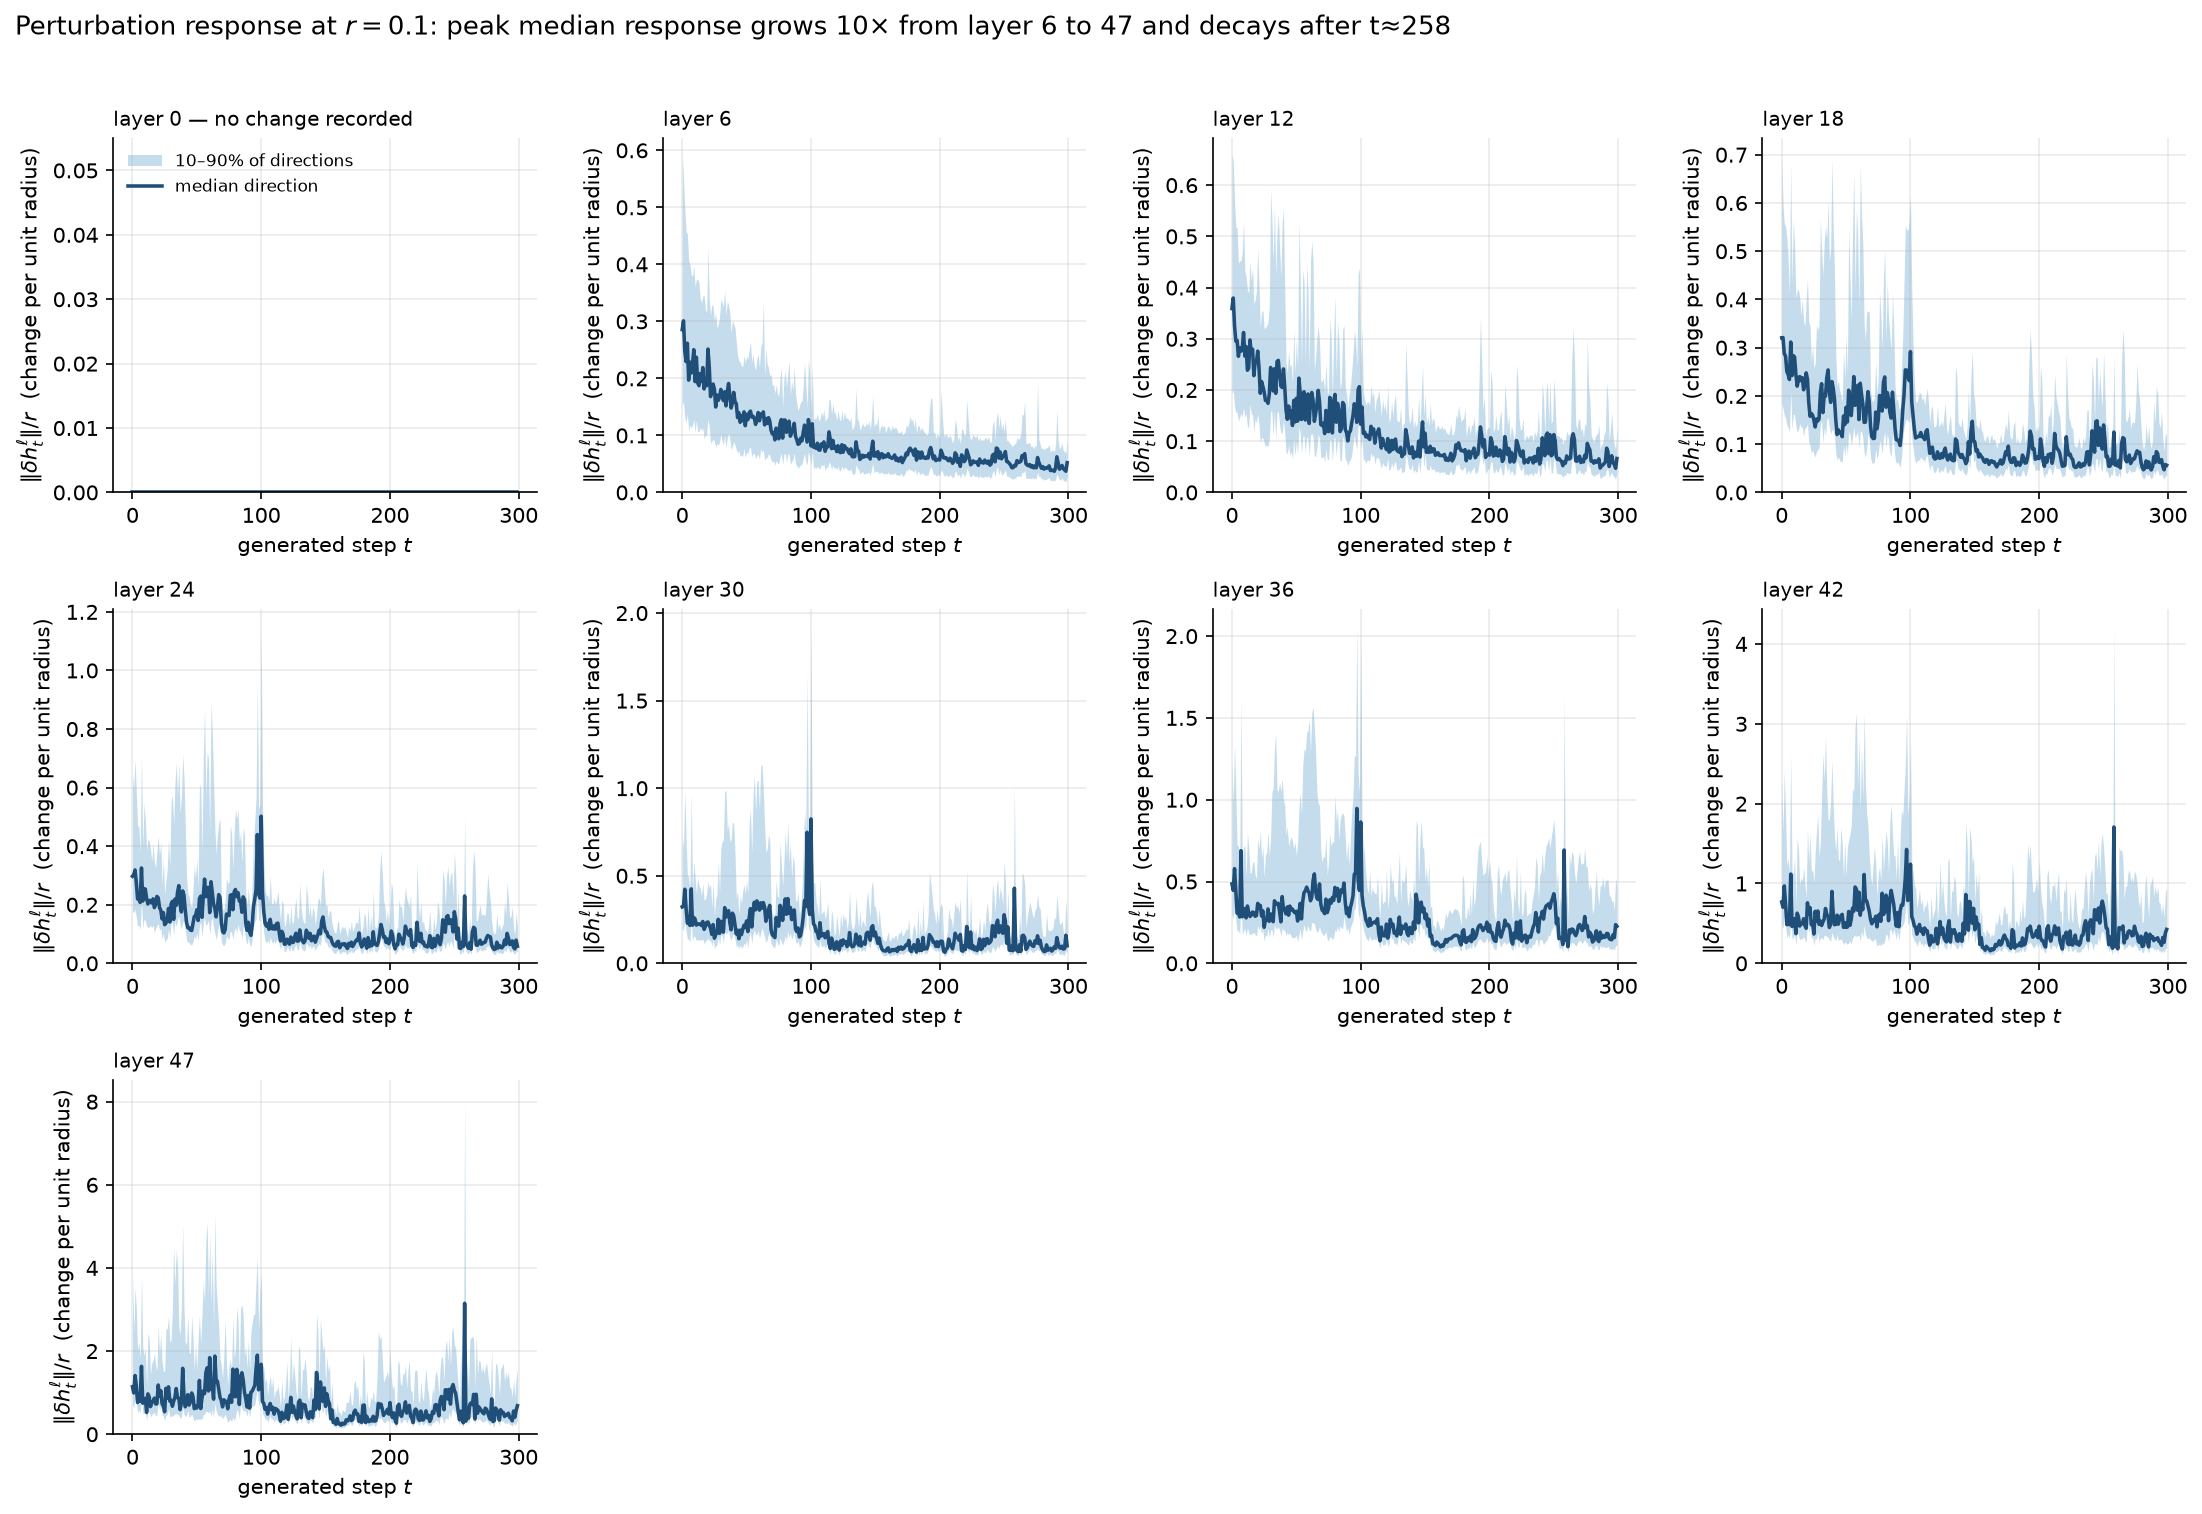 Perturbation response at r = 0.1: peak median response grows 10× from layer 6 to 47 and decays after t≈258
layer 0 — no change recorded
‖δhₜℓ‖/r (change per unit radius)
0.05
0.04
0.03
0.02
0.01
0.00
10–90% of directions
median direction
0 100 200 300
generated step t
layer 6
‖δhₜℓ‖/r (change per unit radius)
0.6
0.5
0.4
0.3
0.2
0.1
0.0
0 100 200 300
generated step t
layer 12
‖δhₜℓ‖/r (change per unit radius)
0.6
0.5
0.4
0.3
0.2
0.1
0.0
0 100 200 300
generated step t
layer 18
‖δhₜℓ‖/r (change per unit radius)
0.7
0.6
0.5
0.4
0.3
0.2
0.1
0.0
0 100 200 300
generated step t
layer 24
‖δhₜℓ‖/r (change per unit radius)
1.2
1.0
0.8
0.6
0.4
0.2
0.0
0 100 200 300
generated step t
layer 30
‖δhₜℓ‖/r (change per unit radius)
2.0
1.5
1.0
0.5
0.0
0 100 200 300
generated step t
layer 36
‖δhₜℓ‖/r (change per unit radius)
2.0
1.5
1.0
0.5
0.0
0 100 200 300
generated step t
layer 42
‖δhₜℓ‖/r (change per unit radius)
4
3
2
1
0
0 100 200 300
generated step t
layer 47
‖δhₜℓ‖/r (change per unit radius)
8
6
4
2
0
0 100 200 300
generated step t